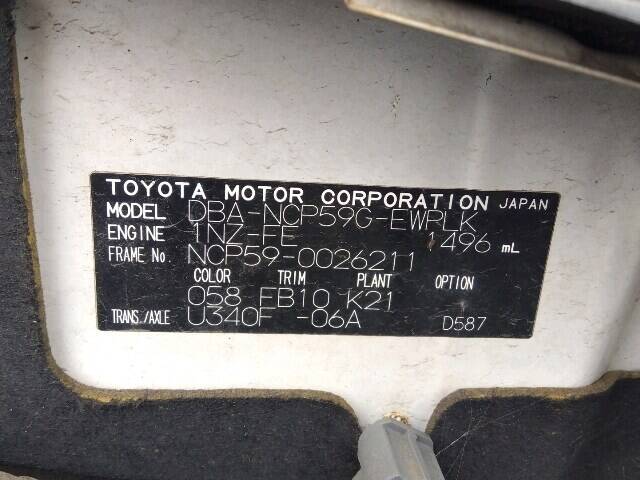 TOYOTA MOTOR CORPORATION JAPAN
MODEL DBA-NCP59G-EWPLK
ENGINE 1NZ-FE 1496 mL
FRAME No. NCP59-0026211
COLOR TRIM PLANT OPTION
058 FB10 K21
TRANS./AXLE U340F -06A D587